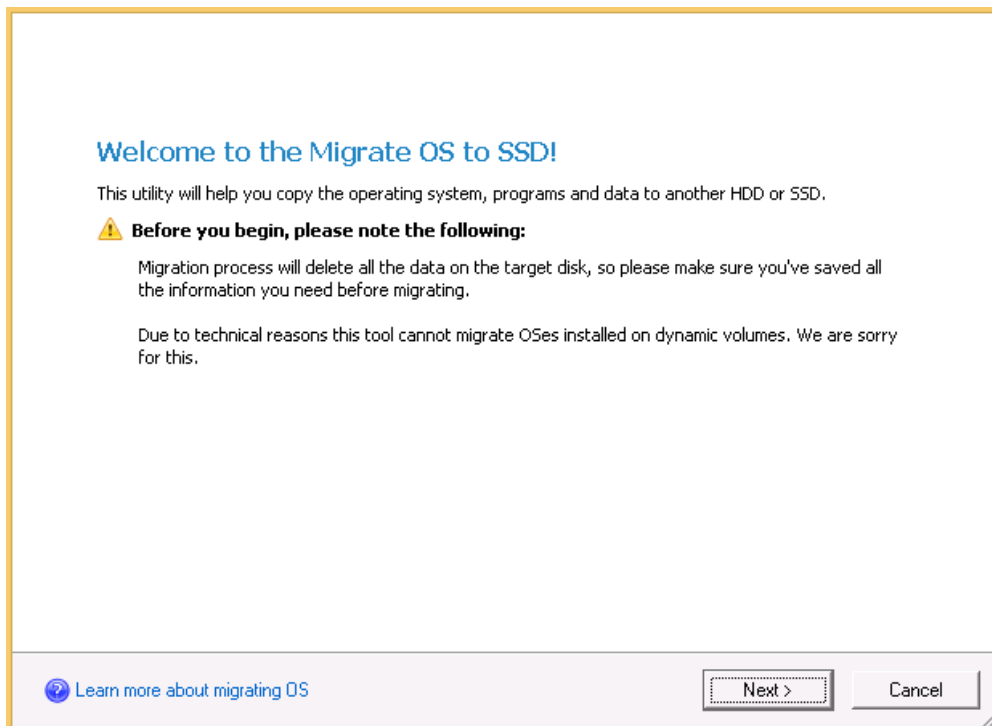 Welcome to the Migrate OS to SSD!
This utility will help you copy the operating system, programs and data to another HDD or SSD.
Before you begin, please note the following:
Migration process will delete all the data on the target disk, so please make sure you've saved all
the information you need before migrating.
Due to technical reasons this tool cannot migrate OSes installed on dynamic volumes. We are sorry
for this.
Learn more about migrating OS
Next >
Cancel